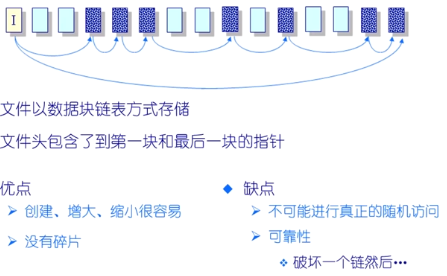 I
文件以数据块链表方式存储
文件头包含了到第一块和最后一块的指针
优点
创建、增大、缩小很容易
没有碎片
缺点
不可能进行真正的随机访问
可靠性
破坏一个链然后…